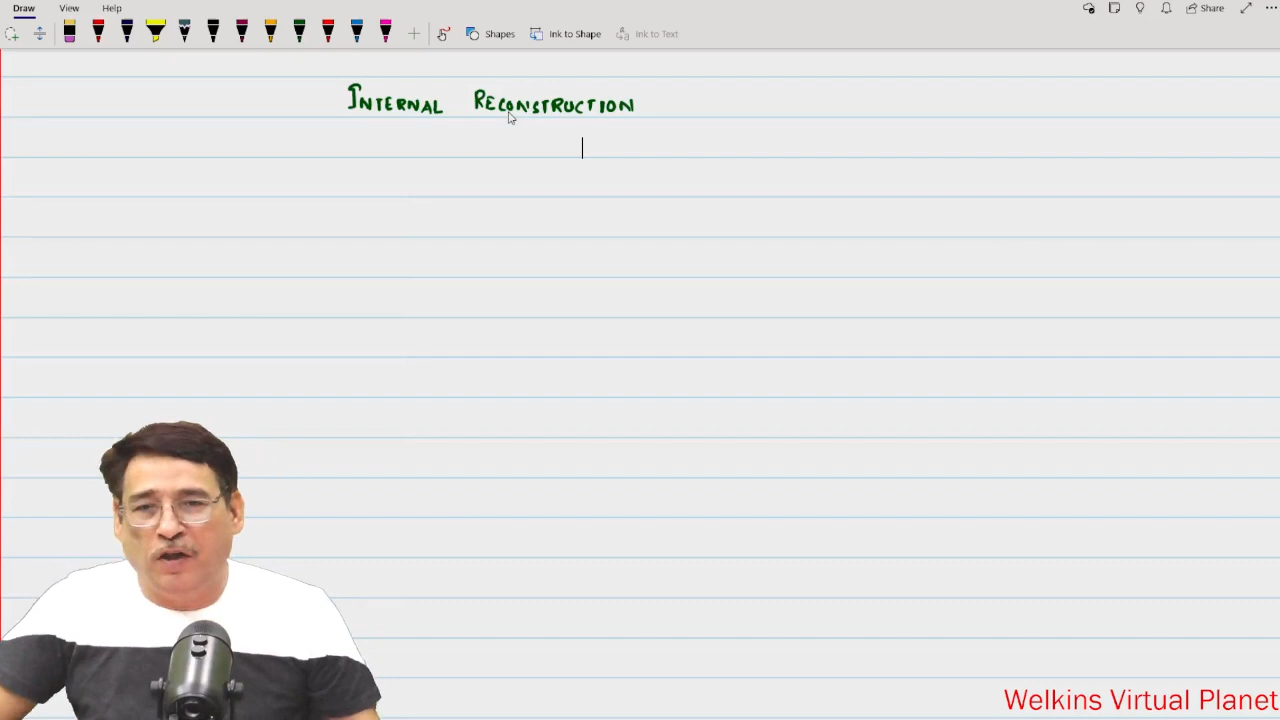 Draw View Help
Share
Shapes Ink to Shape Ink to Text
INTERNAL RECONSTRUCTION
Welkins Virtual Planet